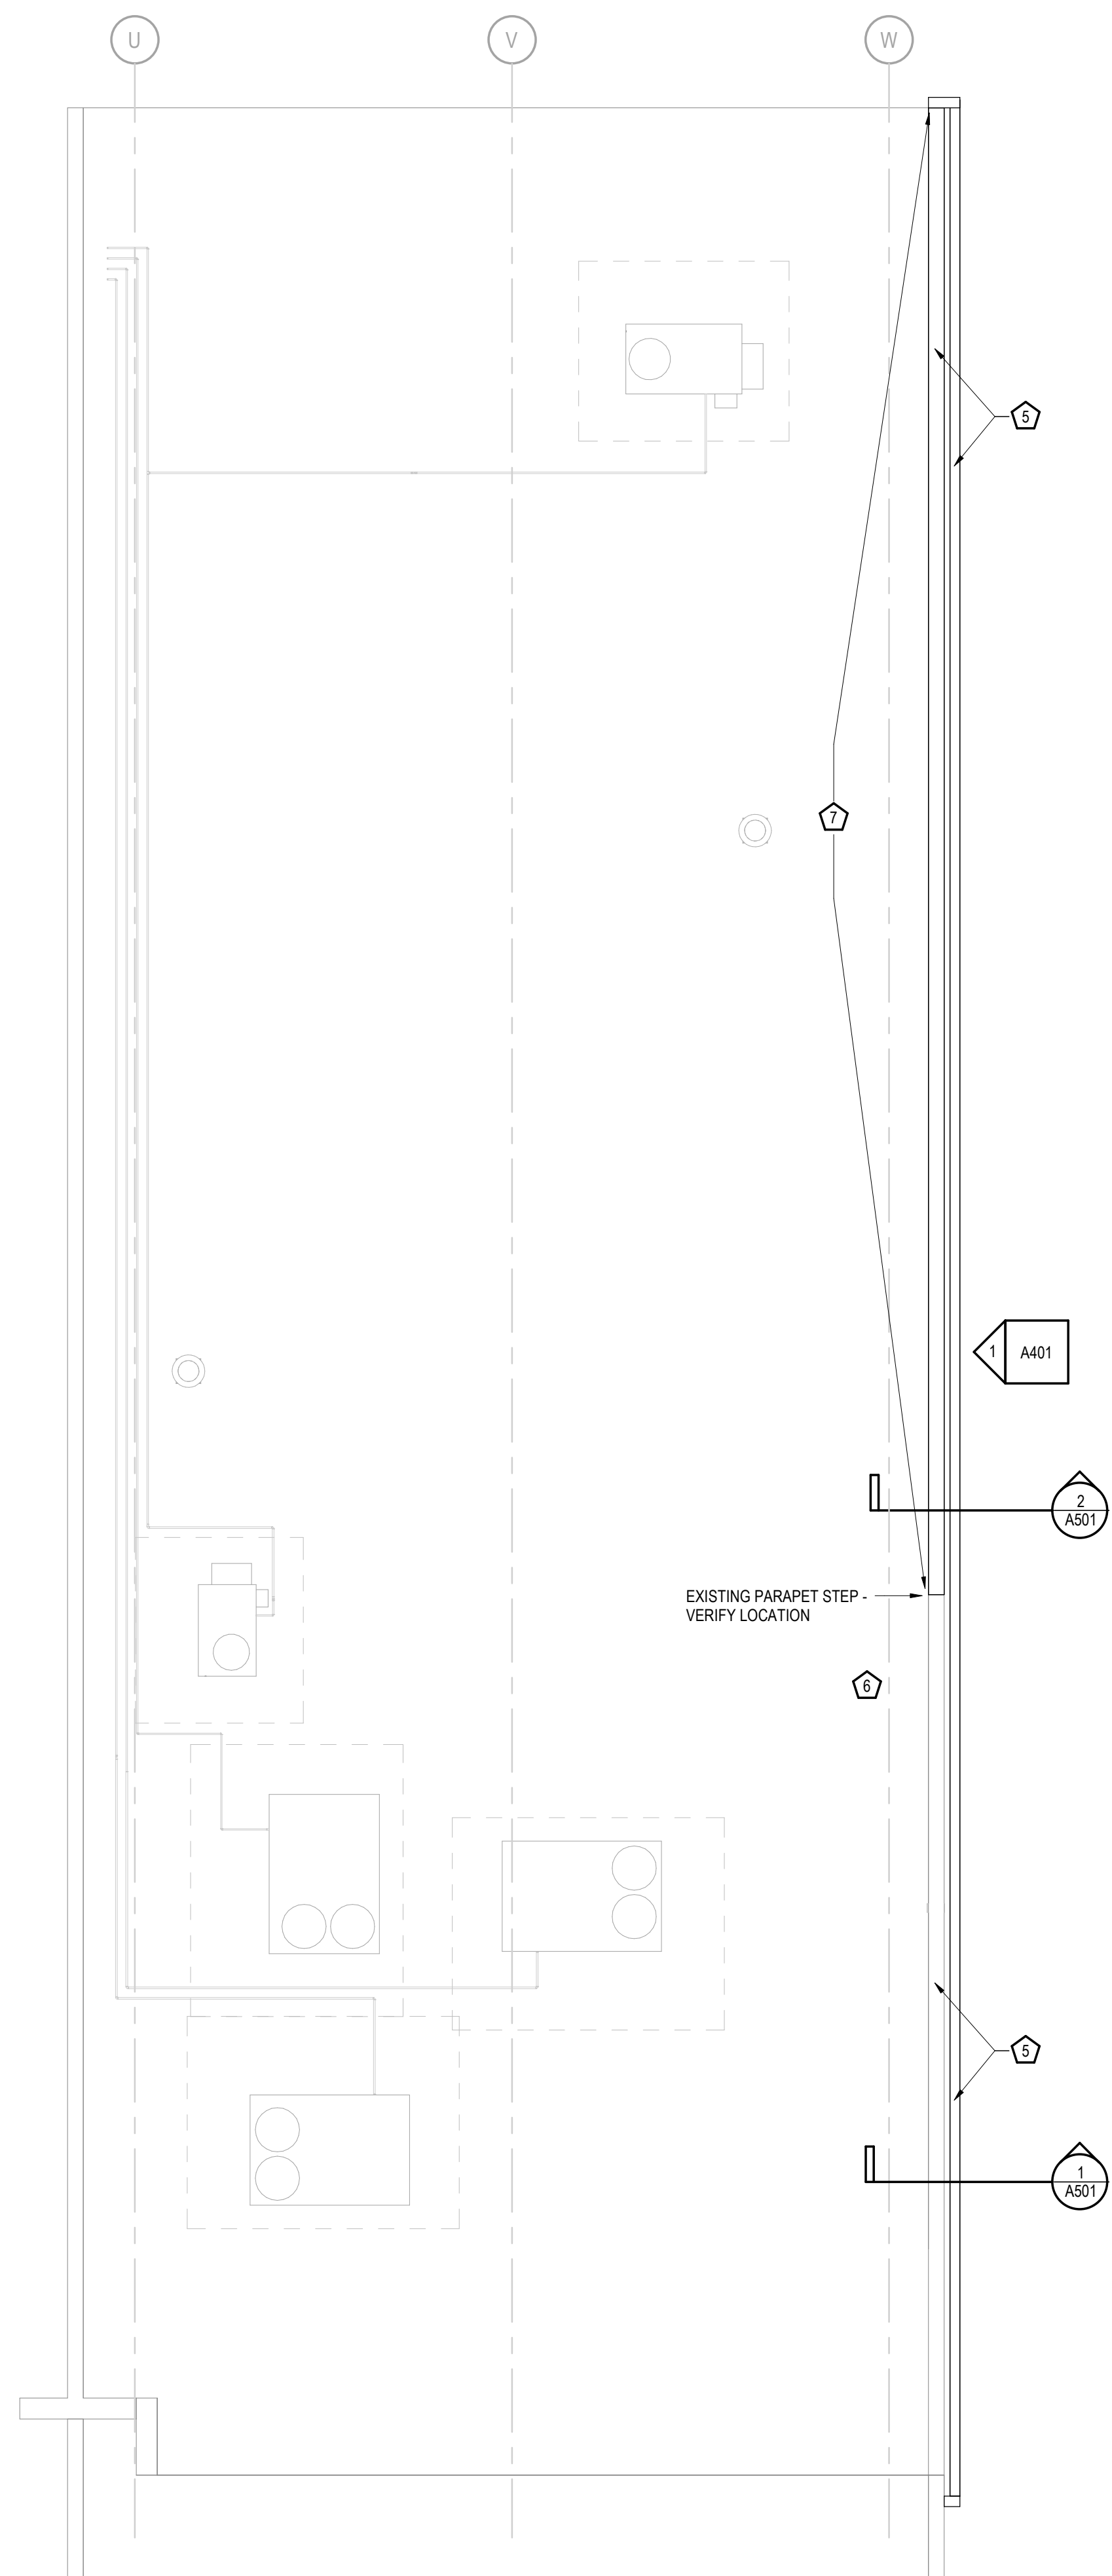 U
V
W
5
7
1
A401
2
A501
EXISTING PARAPET STEP -
VERIFY LOCATION
6
5
1
A501